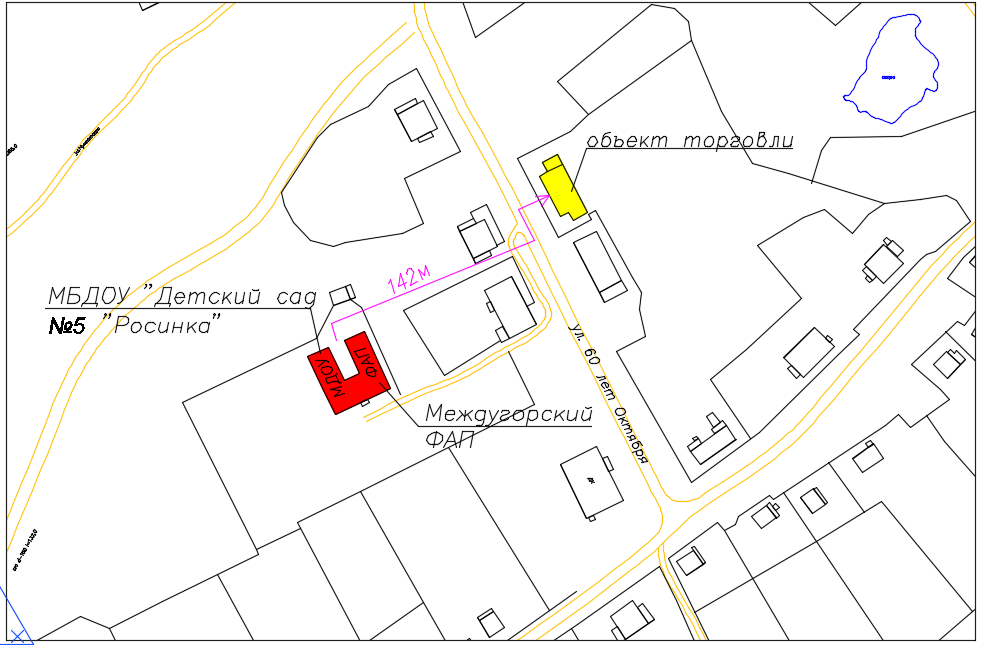 объект торговли
142м
МБДОУ "Детский сад
№5 "Росинка"
МДОУ
ФАП
ул. 60 лет Октября
Междугорский
ФАП